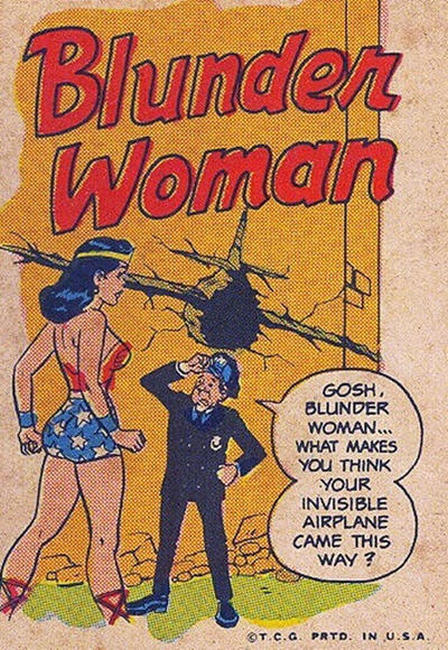 Blunder
Woman
GOSH,
BLUNDER
WOMAN...
WHAT MAKES
YOU THINK
YOUR
INVISIBLE
AIRPLANE
CAME THIS
WAY?
©T.C.G. PRTD. IN U.S.A.